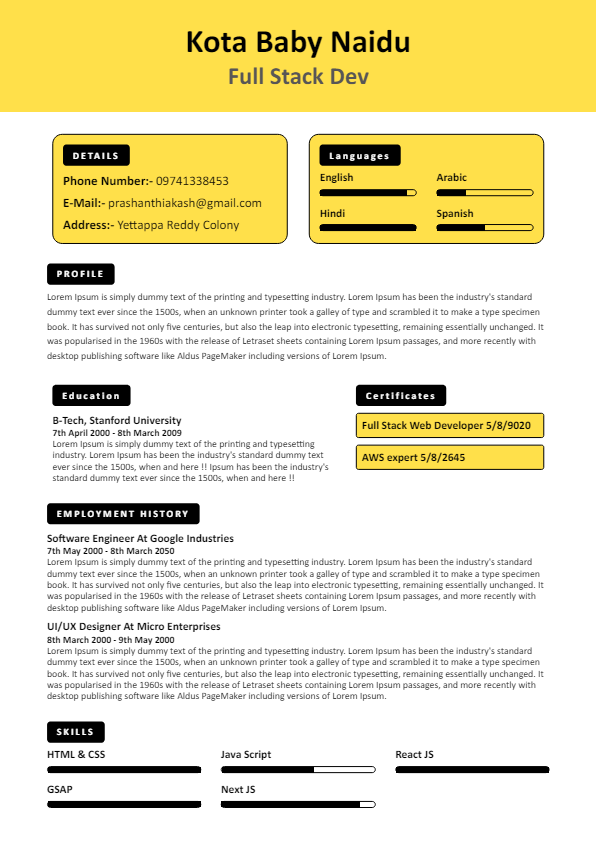 Kota Baby Naidu
Full Stack Dev
DETAILS
Phone Number:- 09741338453
E-Mail:- prashanthiakash@gmail.com
Address:- Yettappa Reddy Colony
Languages
English
Arabic
Hindi
Spanish
PROFILE
Lorem Ipsum is simply dummy text of the printing and typesetting industry. Lorem Ipsum has been the industry's standard
dummy text ever since the 1500s, when an unknown printer took a galley of type and scrambled it to make a type specimen
book. It has survived not only five centuries, but also the leap into electronic typesetting, remaining essentially unchanged. It
was popularised in the 1960s with the release of Letraset sheets containing Lorem Ipsum passages, and more recently with
desktop publishing software like Aldus PageMaker including versions of Lorem Ipsum.
Education
B-Tech, Stanford University
7th April 2000 - 8th March 2009
Lorem Ipsum is simply dummy text of the printing and typesetting
industry. Lorem Ipsum has been the industry's standard dummy text
ever since the 1500s, when and here !! Ipsum has been the industry's
standard dummy text ever since the 1500s, when and here !!
Certificates
Full Stack Web Developer 5/8/9020
AWS expert 5/8/2645
EMPLOYMENT HISTORY
Software Engineer At Google Industries
7th May 2000 - 8th March 2050
Lorem Ipsum is simply dummy text of the printing and typesetting industry. Lorem Ipsum has been the industry's standard
dummy text ever since the 1500s, when an unknown printer took a galley of type and scrambled it to make a type specimen
book. It has survived not only five centuries, but also the leap into electronic typesetting, remaining essentially unchanged. It
was popularised in the 1960s with the release of Letraset sheets containing Lorem Ipsum passages, and more recently with
desktop publishing software like Aldus PageMaker including versions of Lorem Ipsum.
UI/UX Designer At Micro Enterprises
8th March 2000 - 9th May 2000
Lorem Ipsum is simply dummy text of the printing and typesetting industry. Lorem Ipsum has been the industry's standard
dummy text ever since the 1500s, when an unknown printer took a galley of type and scrambled it to make a type specimen
book. It has survived not only five centuries, but also the leap into electronic typesetting, remaining essentially unchanged. It
was popularised in the 1960s with the release of Letraset sheets containing Lorem Ipsum passages, and more recently with
desktop publishing software like Aldus PageMaker including versions of Lorem Ipsum.
SKILLS
HTML & CSS
Java Script
React JS
GSAP
Next JS